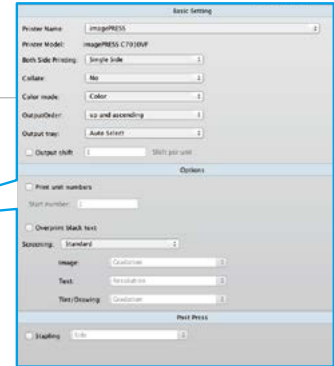 Basic Setting
Printer Name imagePRESS
Printer Model: imagePRESS C7010VP
Both Side Printing: Single Side
Collate: No
Color mode: Color
OutputOrder: up and ascending
Output tray: Auto Select
Output shift 1 Shift per unit
Options
Print unit numbers
Start number: 1
Overprint black text
Screening: Standard
Image: Gradation
Text: Resolution
Tint/Drawing: Gradation
Post Press
Stapling Side